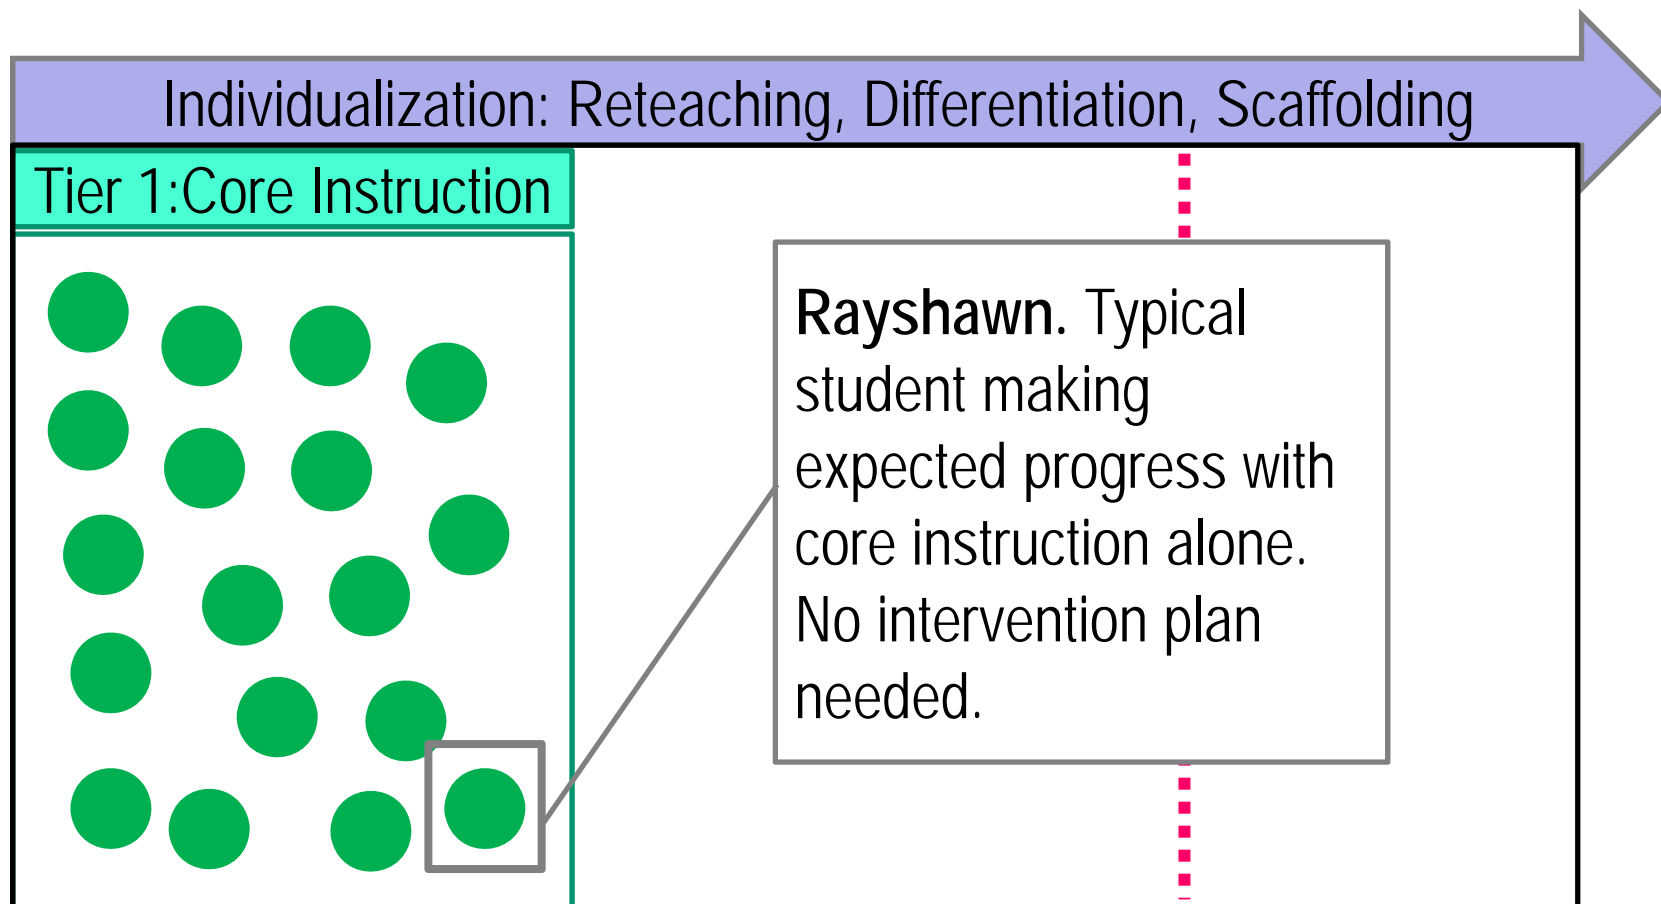 Individualization: Reteaching, Differentiation, Scaffolding
Tier 1:Core Instruction
Rayshawn. Typical
student making
expected progress with
core instruction alone.
No intervention plan
needed.